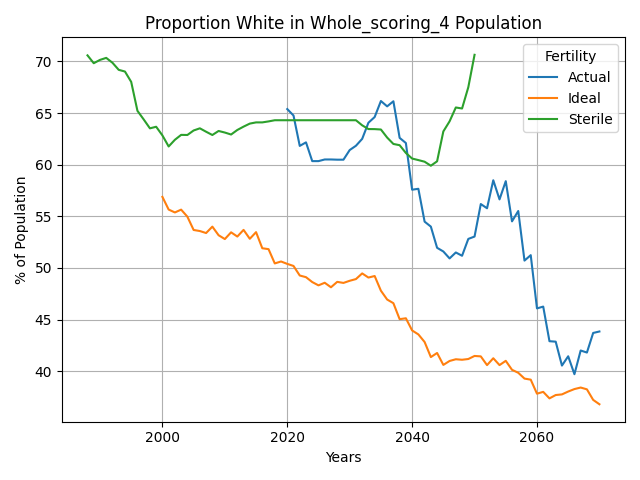 Proportion White in Whole_scoring_4 Population
Fertility
Actual
Ideal
Sterile
% of Population
70
65
60
55
50
45
40
2000
2020
2040
2060
Years